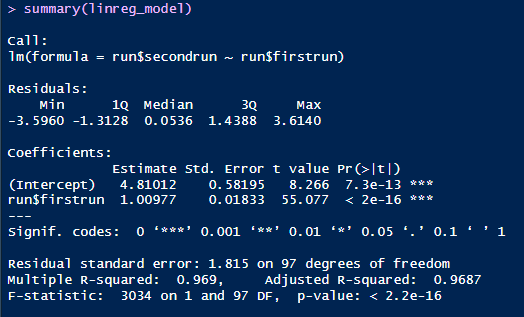 > summary(linreg_model)
Call:
lm(formula = run$secondrun ~ run$firstrun)
Residuals:
    Min      1Q  Median      3Q     Max
-3.5960 -1.3128  0.0536  1.4388  3.6140
Coefficients:
             Estimate Std. Error t value Pr(>|t|)
(Intercept)   4.81012    0.58195   8.266  7.3e-13 ***
run$firstrun  1.00977    0.01833  55.077  < 2e-16 ***
---
Signif. codes:  0 ‘***’ 0.001 ‘**’ 0.01 ‘*’ 0.05 ‘.’ 0.1 ‘ ’ 1
Residual standard error: 1.815 on 97 degrees of freedom
Multiple R-squared:  0.969,	Adjusted R-squared:  0.9687
F-statistic:  3034 on 1 and 97 DF,  p-value: < 2.2e-16